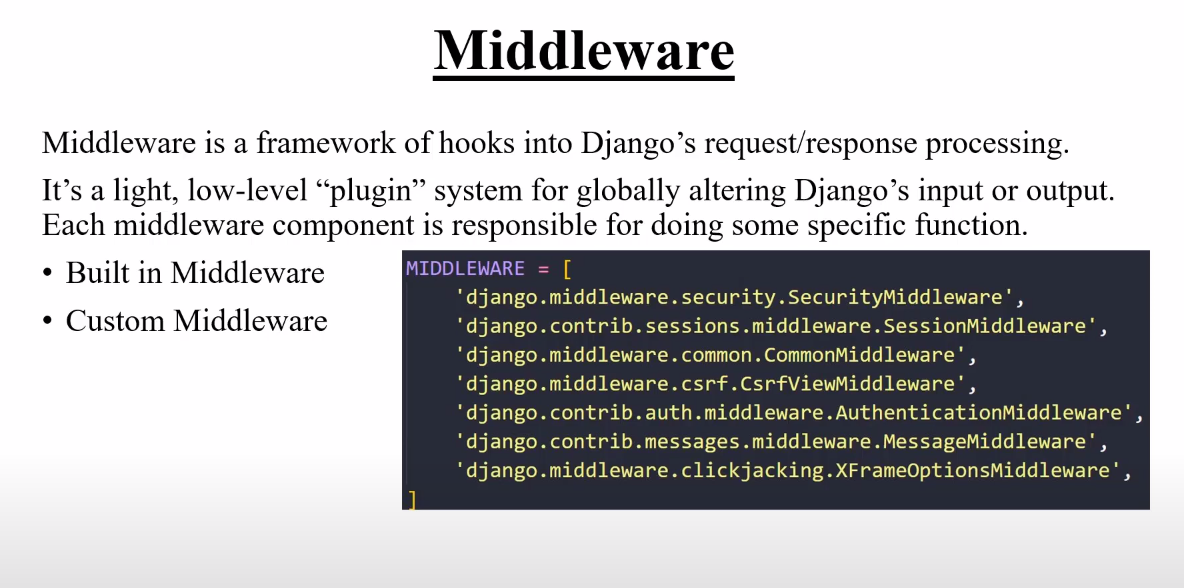 Middleware
Middleware is a framework of hooks into Django’s request/response processing.
It’s a light, low-level “plugin” system for globally altering Django’s input or output.
Each middleware component is responsible for doing some specific function.
• Built in Middleware
• Custom Middleware
MIDDLEWARE = [
    'django.middleware.security.SecurityMiddleware',
    'django.contrib.sessions.middleware.SessionMiddleware',
    'django.middleware.common.CommonMiddleware',
    'django.middleware.csrf.CsrfViewMiddleware',
    'django.contrib.auth.middleware.AuthenticationMiddleware',
    'django.contrib.messages.middleware.MessageMiddleware',
    'django.middleware.clickjacking.XFrameOptionsMiddleware',
]